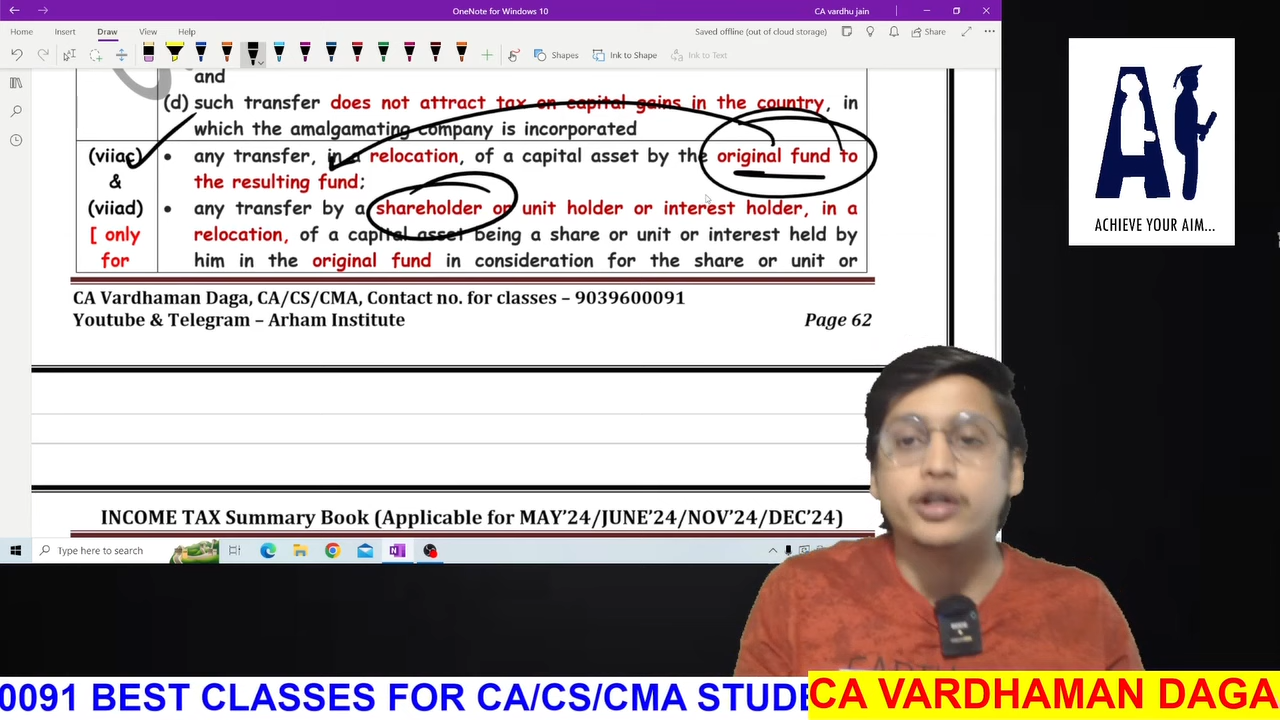 OneNote for Windows 10
CA vardhu jain
Home Insert Draw View Help
Saved offline (out of cloud storage)
Share
Shapes
Ink to Shape
Ink to Text
and
(d) such transfer does not attract tax on capital gains in the country, in
which the amalgamating company is incorporated
(viiac) • any transfer, in a relocation, of a capital asset by the original fund to
& the resulting fund;
(viiad) • any transfer by a shareholder or unit holder or interest holder, in a
[ only relocation, of a capital asset being a share or unit or interest held by
for him in the original fund in consideration for the share or unit or
CA Vardhaman Daga, CA/CS/CMA, Contact no. for classes – 9039600091
Youtube & Telegram – Arham Institute Page 62
INCOME TAX Summary Book (Applicable for MAY'24/JUNE'24/NOV'24/DEC'24)
Type here to search
ACHIEVE YOUR AIM...
0091 BEST CLASSES FOR CA/CS/CMA STUDE
CA VARDHAMAN DAGA